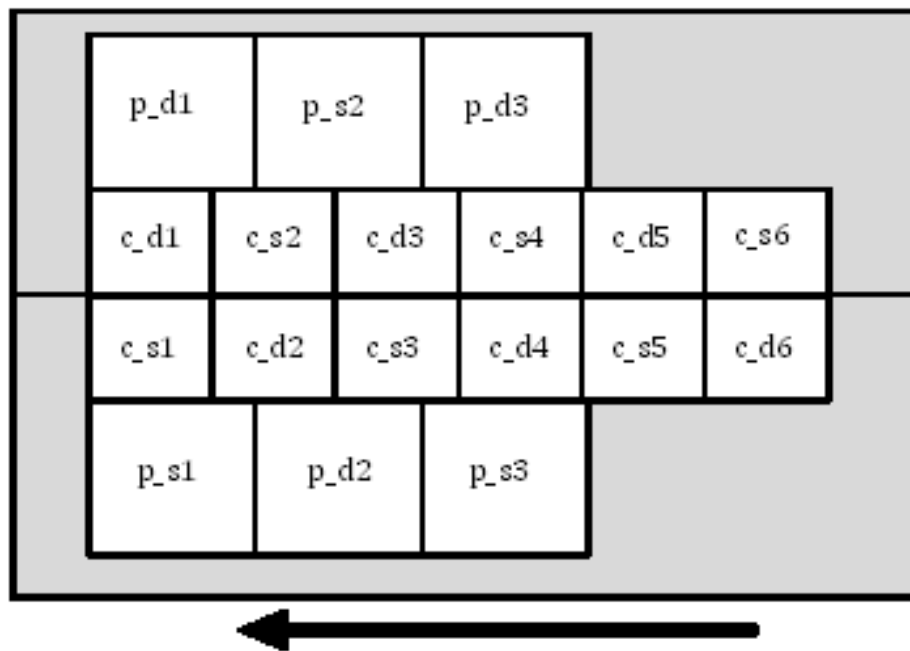 p_d1 p_s2 p_d3
c_d1 c_s2 c_d3 c_s4 c_d5 c_s6
c_s1 c_d2 c_s3 c_d4 c_s5 c_d6
p_s1 p_d2 p_s3